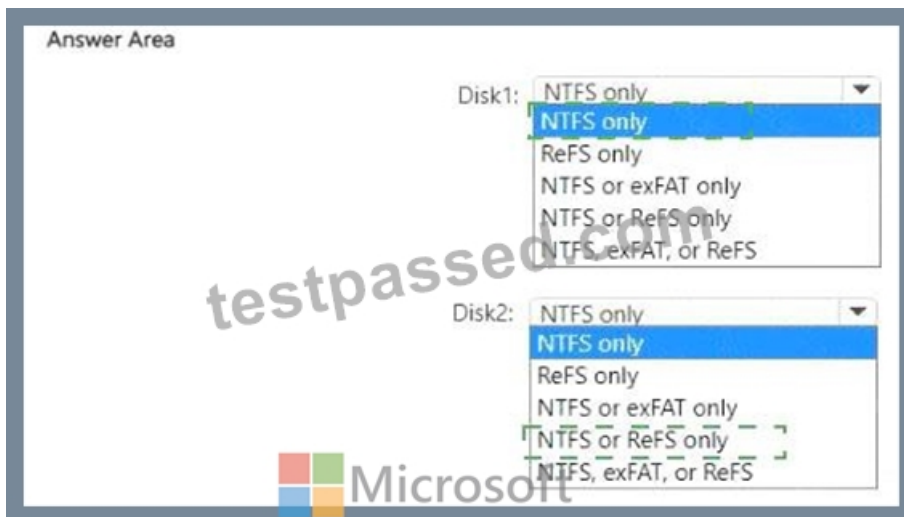 Answer Area
Disk1: NTFS only
NTFS only
ReFS only
NTFS or exFAT only
NTFS or ReFS only
NTFS, exFAT, or ReFS
testpassed.com
Disk2: NTFS only
NTFS only
ReFS only
NTFS or exFAT only
NTFS or ReFS only
NTFS, exFAT, or ReFS
Microsoft